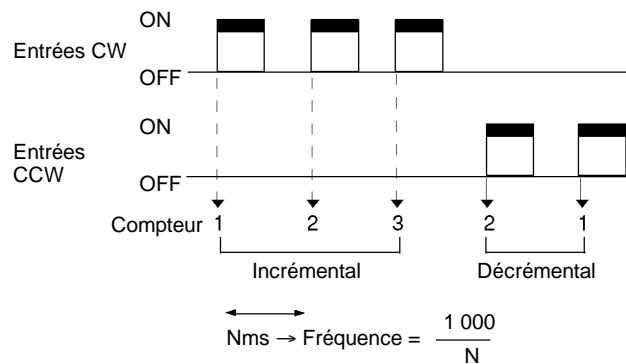 ON
Entrées CW
OFF
ON
Entrées
CCW
OFF
Compteur 1 2 3 2 1
Incrémental Décrémental
Nms → Fréquence = 1 000
N